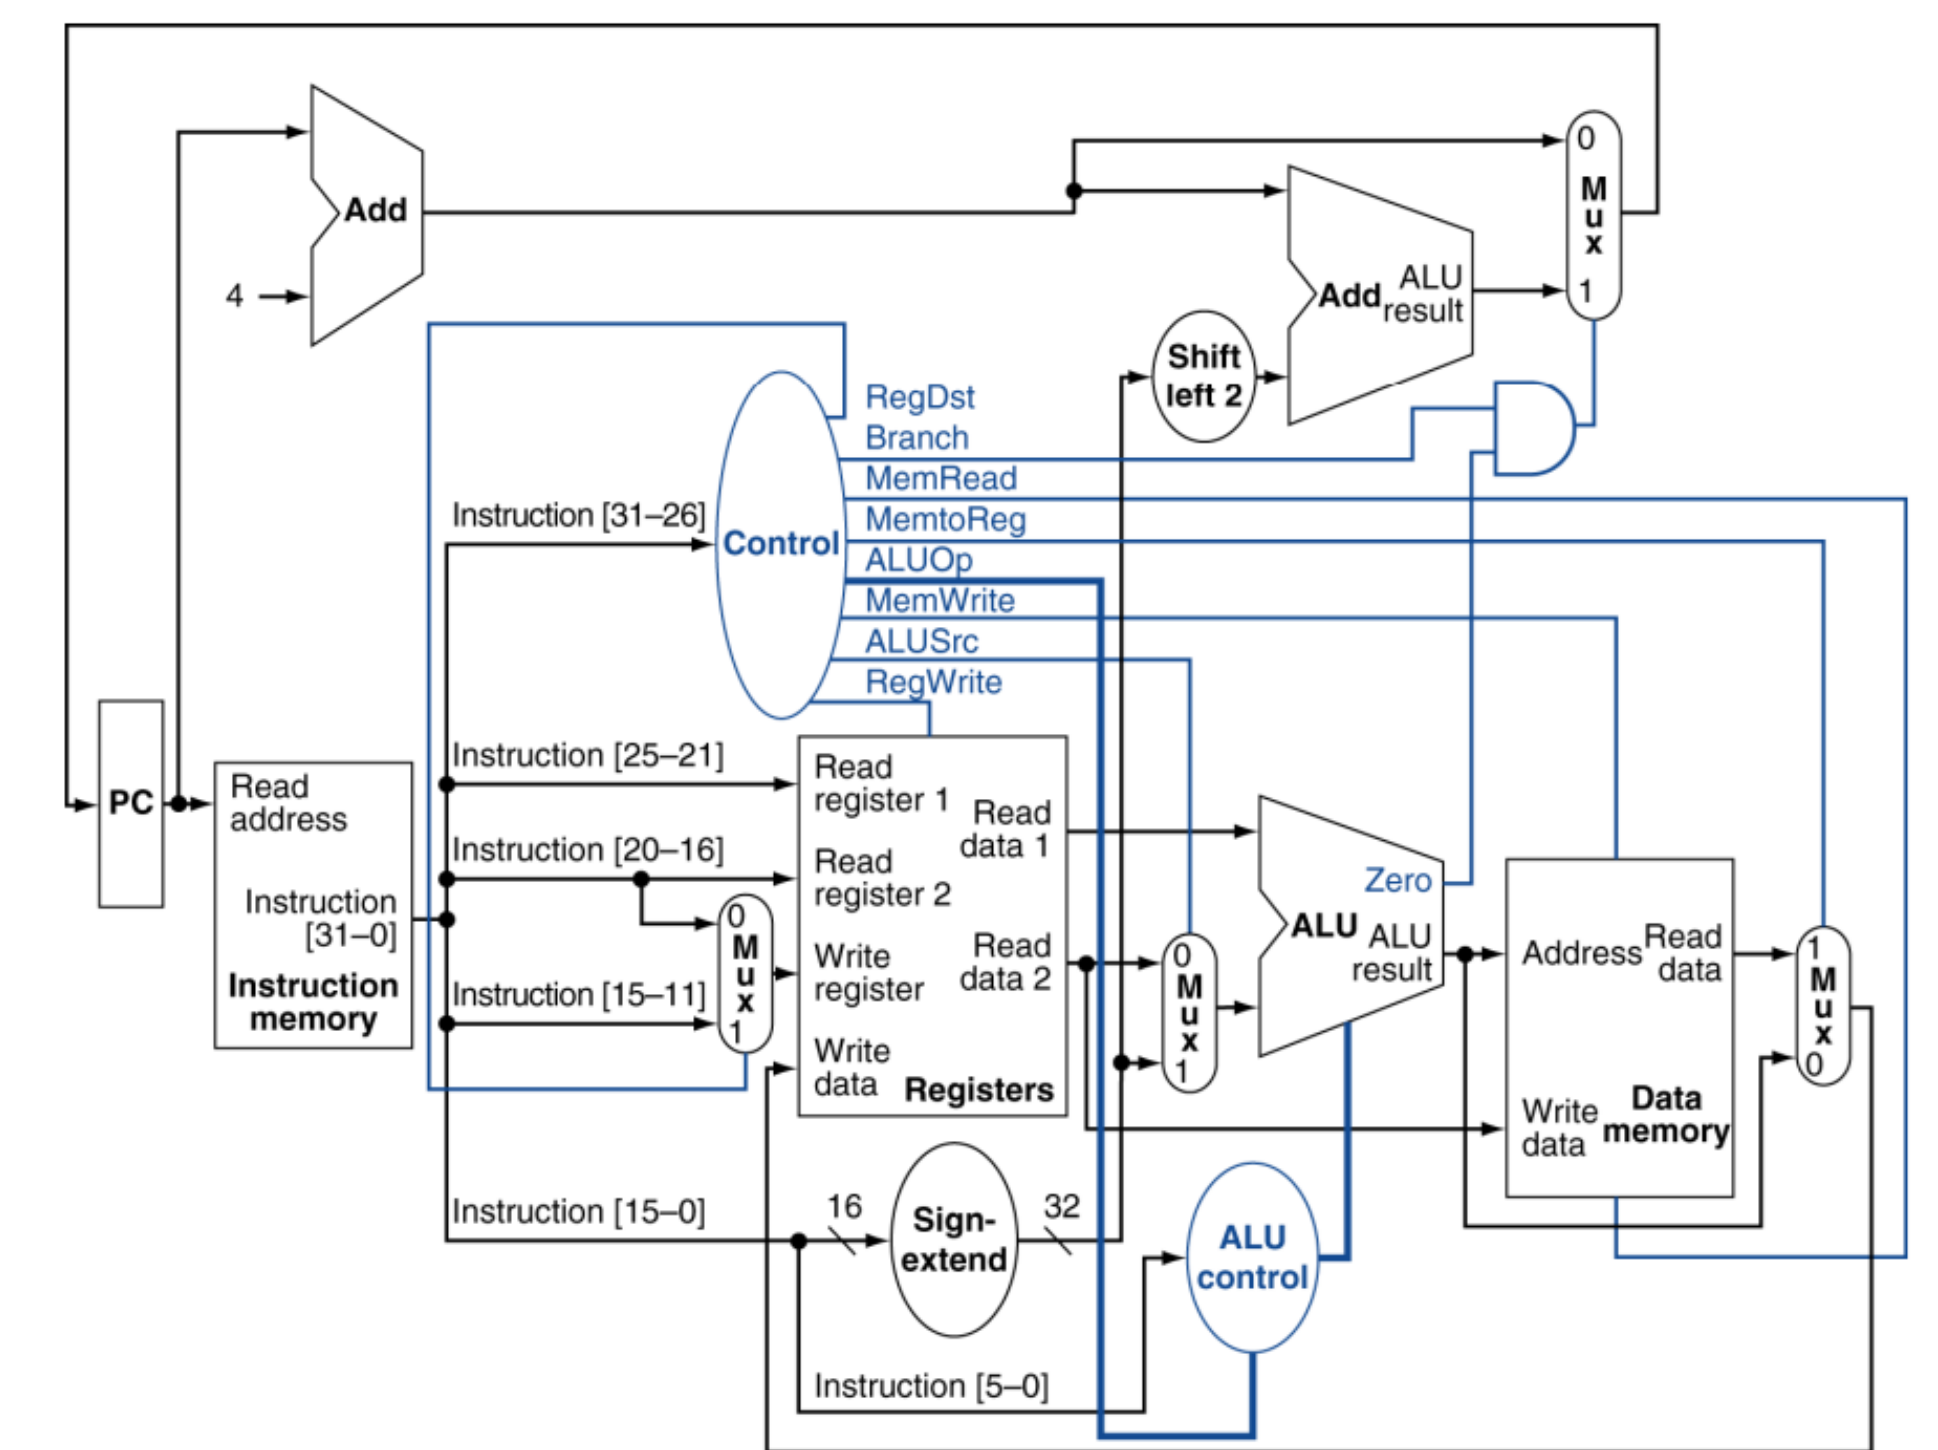 0
M
u
x
1
Add
ALU
Add result
4
Shift
left 2
RegDst
Branch
MemRead
MemtoReg
ALUOp
MemWrite
ALUSrc
RegWrite
Instruction [31–26]
Control
PC
Read
address
Instruction
[31–0]
Instruction
memory
Instruction [25–21]
Instruction [20–16]
Instruction [15–11]
0
M
u
x
1
Read
register 1
Read
register 2
Write
register
Write
data
Read
data 1
Read
data 2
Registers
0
M
u
x
1
Zero
ALU
ALU
result
Address
Read
data
Write
data
Data
memory
1
M
u
x
0
Instruction [15–0]
16
Sign-
extend
32
ALU
control
Instruction [5–0]